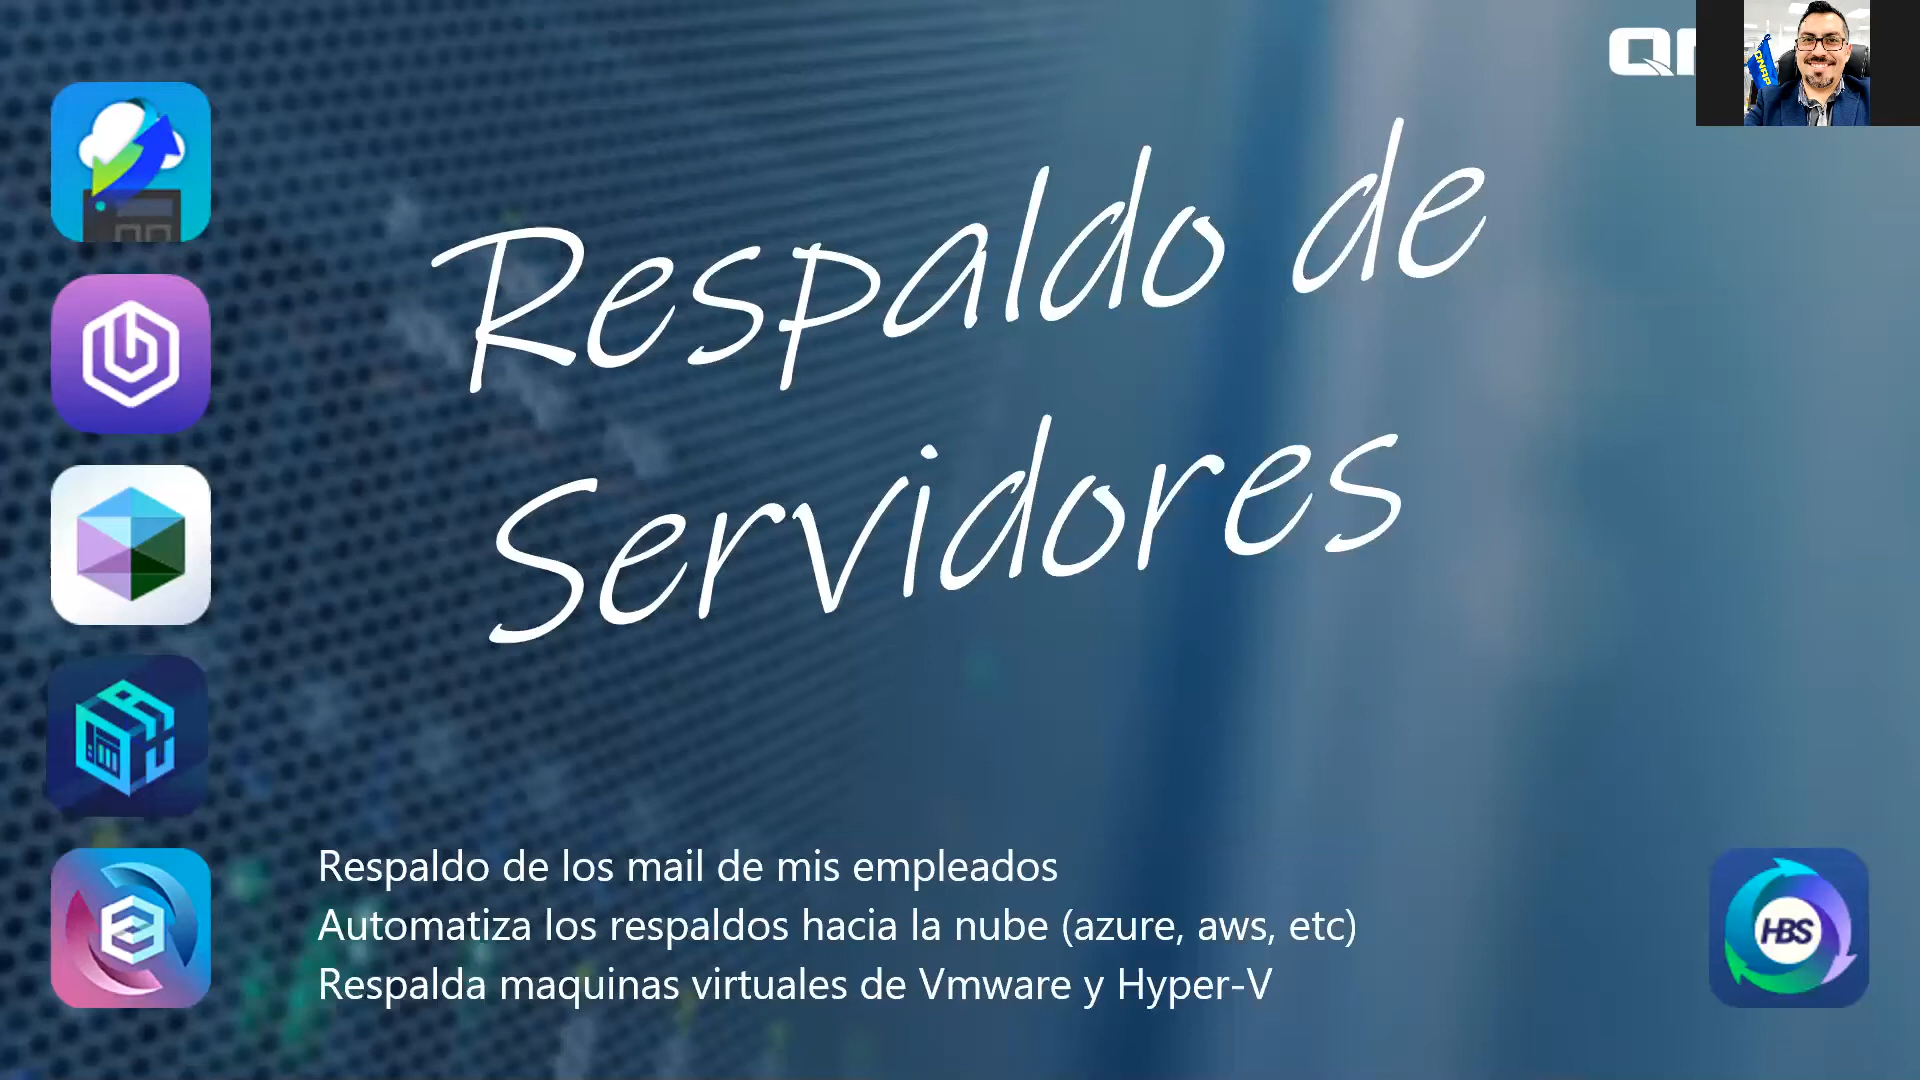 QNAP
Respaldo de
Servidores
Respaldo de los mail de mis empleados
Automatiza los respaldos hacia la nube (azure, aws, etc)
Respalda maquinas virtuales de Vmware y Hyper-V
HBS